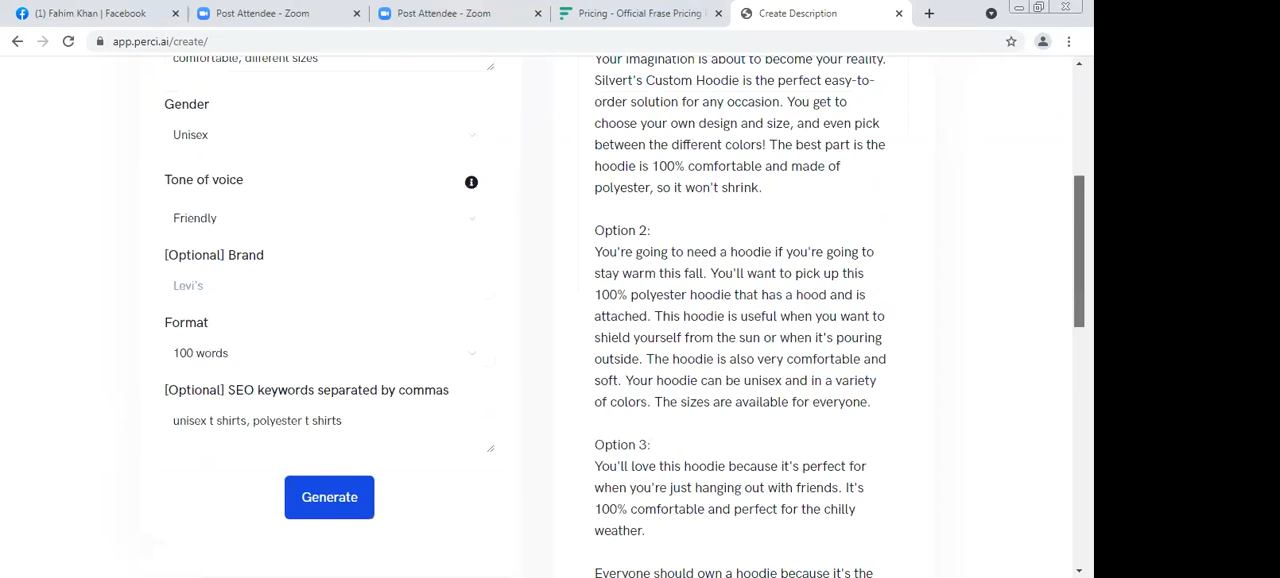 (1) Fahim Khan | Facebook
Post Attendee - Zoom
Post Attendee - Zoom
Pricing - Official Frase Pricing
Create Description
app.perci.ai/create/
comfortable, different sizes
Gender
Unisex
Tone of voice
Friendly
[Optional] Brand
Levi's
Format
100 words
[Optional] SEO keywords separated by commas
unisex t shirts, polyester t shirts
Generate
Your imagination is about to become your reality.
Silvert's Custom Hoodie is the perfect easy-to-
order solution for any occasion. You get to
choose your own design and size, and even pick
between the different colors! The best part is the
hoodie is 100% comfortable and made of
polyester, so it won't shrink.
Option 2:
You're going to need a hoodie if you're going to
stay warm this fall. You'll want to pick up this
100% polyester hoodie that has a hood and is
attached. This hoodie is useful when you want to
shield yourself from the sun or when it's pouring
outside. The hoodie is also very comfortable and
soft. Your hoodie can be unisex and in a variety
of colors. The sizes are available for everyone.
Option 3:
You'll love this hoodie because it's perfect for
when you're just hanging out with friends. It's
100% comfortable and perfect for the chilly
weather.
Everyone should own a hoodie because it's the